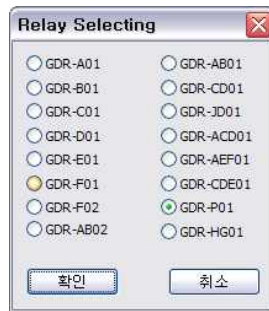 Relay Selecting
GDR-A01
GDR-AB01
GDR-B01
GDR-CD01
GDR-C01
GDR-JD01
GDR-D01
GDR-ACD01
GDR-E01
GDR-AEF01
GDR-F01
GDR-CDE01
GDR-F02
GDR-P01
GDR-AB02
GDR-HG01
확인
취소